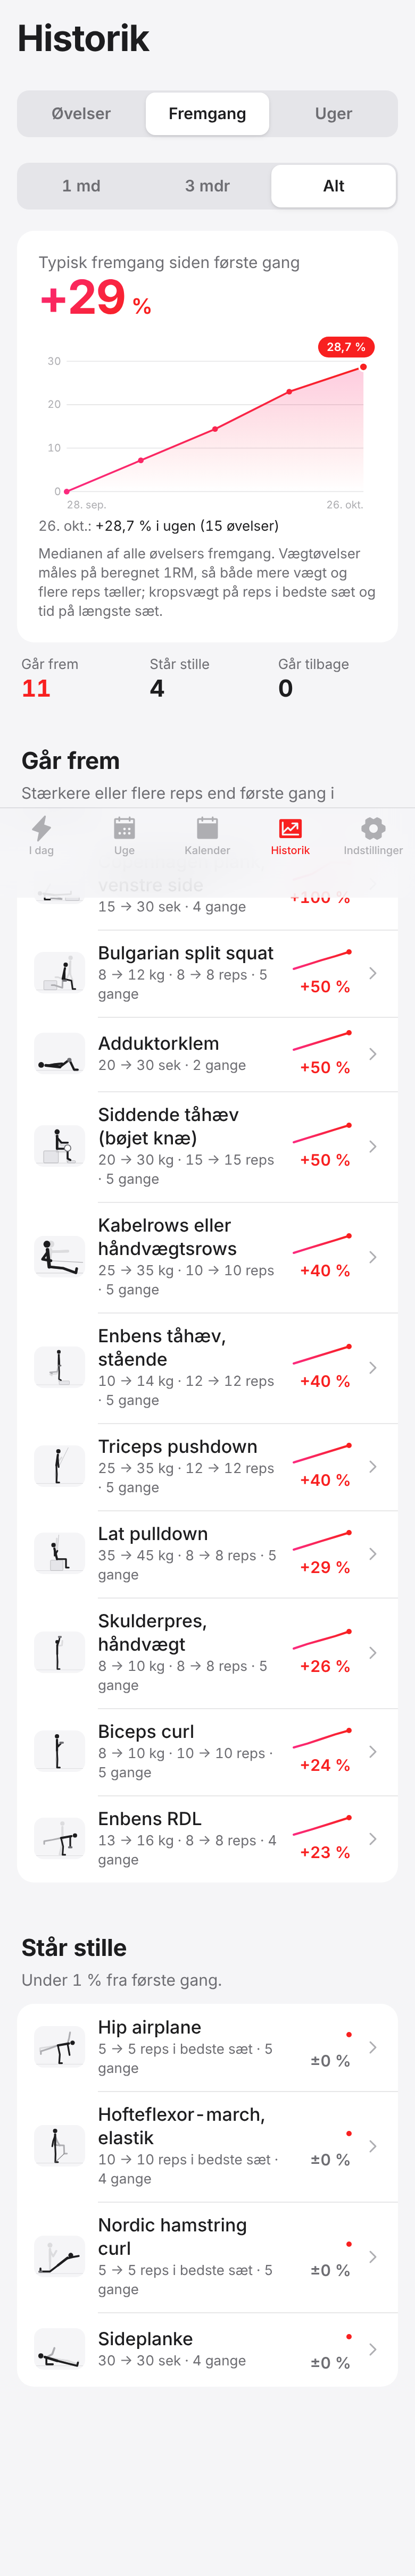 Historik
Øvelser
Fremgang
Uger
1 md
3 mdr
Alt
Typisk fremgang siden første gang
+29 %
28,7 %
30
20
10
0
28. sep.
26. okt.
26. okt.: +28,7 % i ugen (15 øvelser)
Medianen af alle øvelsers fremgang. Vægtøvelser
måles på beregnet 1RM, så både mere vægt og
flere reps tæller; kropsvægt på reps i bedste sæt og
tid på længste sæt.
Går frem
11
Står stille
4
Går tilbage
0
Går frem
Stærkere eller flere reps end første gang i
I dag
Uge
Kalender
Historik
Indstillinger
venstre side
15 → 30 sek · 4 gange
+100 %
Bulgarian split squat
8 → 12 kg · 8 → 8 reps · 5
gange
+50 %
Adduktorklem
20 → 30 sek · 2 gange
+50 %
Siddende tåhæv
(bøjet knæ)
20 → 30 kg · 15 → 15 reps
· 5 gange
+50 %
Kabelrows eller
håndvægtsrows
25 → 35 kg · 10 → 10 reps
· 5 gange
+40 %
Enbens tåhæv,
stående
10 → 14 kg · 12 → 12 reps
· 5 gange
+40 %
Triceps pushdown
25 → 35 kg · 12 → 12 reps
· 5 gange
+40 %
Lat pulldown
35 → 45 kg · 8 → 8 reps · 5
gange
+29 %
Skulderpres,
håndvægt
8 → 10 kg · 8 → 8 reps · 5
gange
+26 %
Biceps curl
8 → 10 kg · 10 → 10 reps ·
5 gange
+24 %
Enbens RDL
13 → 16 kg · 8 → 8 reps · 4
gange
+23 %
Står stille
Under 1 % fra første gang.
Hip airplane
5 → 5 reps i bedste sæt · 5
gange
±0 %
Hofteflexor-march,
elastik
10 → 10 reps i bedste sæt ·
4 gange
±0 %
Nordic hamstring
curl
5 → 5 reps i bedste sæt · 5
gange
±0 %
Sideplanke
30 → 30 sek · 4 gange
±0 %